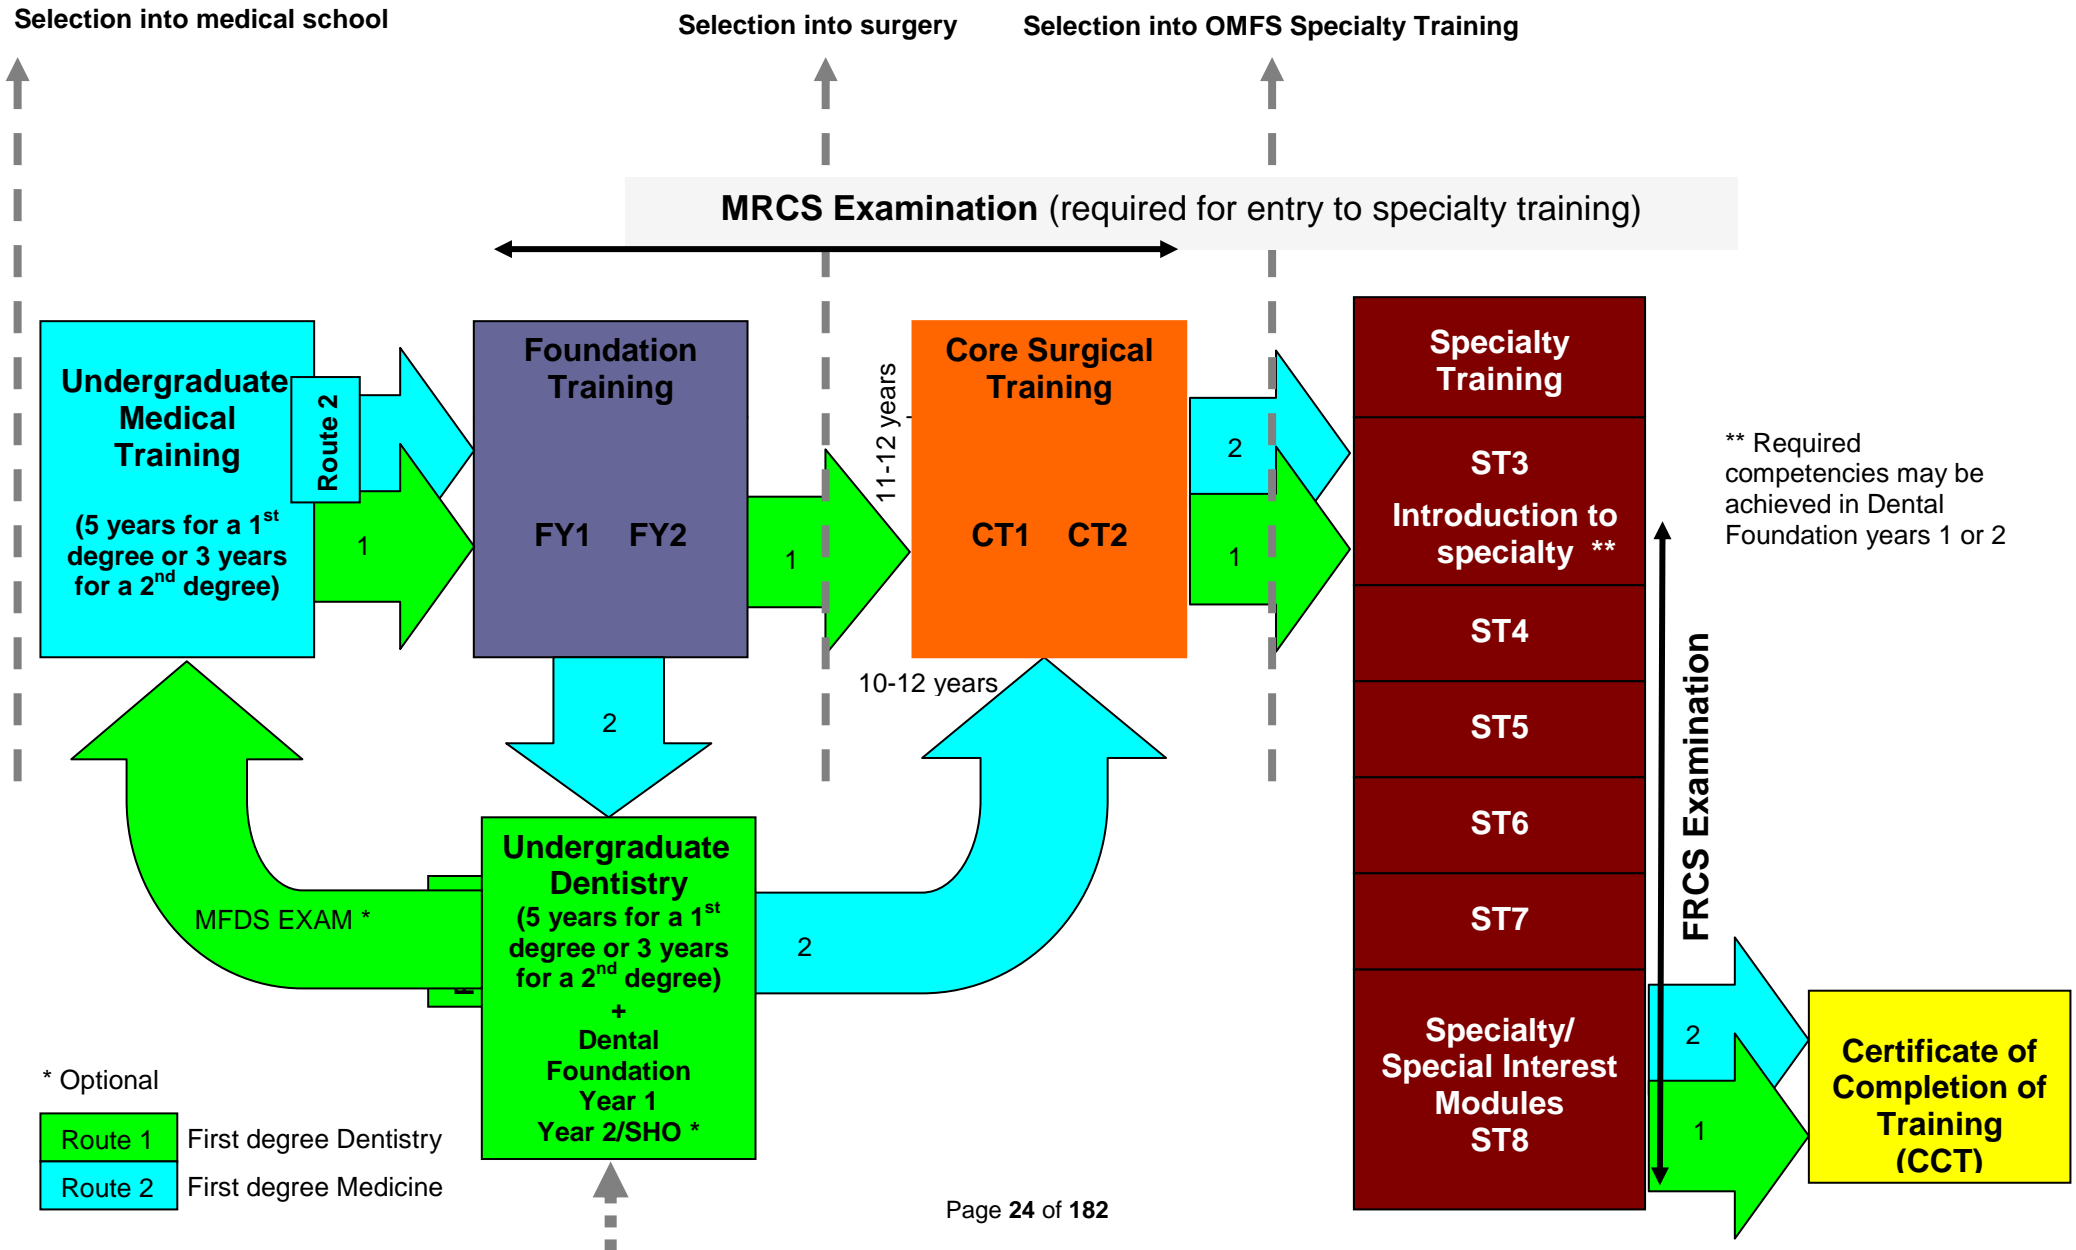 Selection into medical school
Selection into surgery
Selection into OMFS Specialty Training
MRCS Examination (required for entry to specialty training)
Undergraduate
Medical
Training
(5 years for a 1st
degree or 3 years
for a 2nd degree)
Route 2
1
Foundation
Training
FY1 FY2
1
2
11-12 years
10-12 years
Core Surgical
Training
CT1 CT2
2
1
Specialty
Training
ST3
Introduction to
specialty **
ST4
ST5
ST6
ST7
Specialty/
Special Interest
Modules
ST8
** Required
competencies may be
achieved in Dental
Foundation years 1 or 2
FRCS Examination
2
1
Certificate of
Completion of
Training
(CCT)
MFDS EXAM *
Undergraduate
Dentistry
(5 years for a 1st
degree or 3 years
for a 2nd degree)
+
Dental
Foundation
Year 1
Year 2/SHO *
2
* Optional
Route 1 First degree Dentistry
Route 2 First degree Medicine
Page 24 of 182